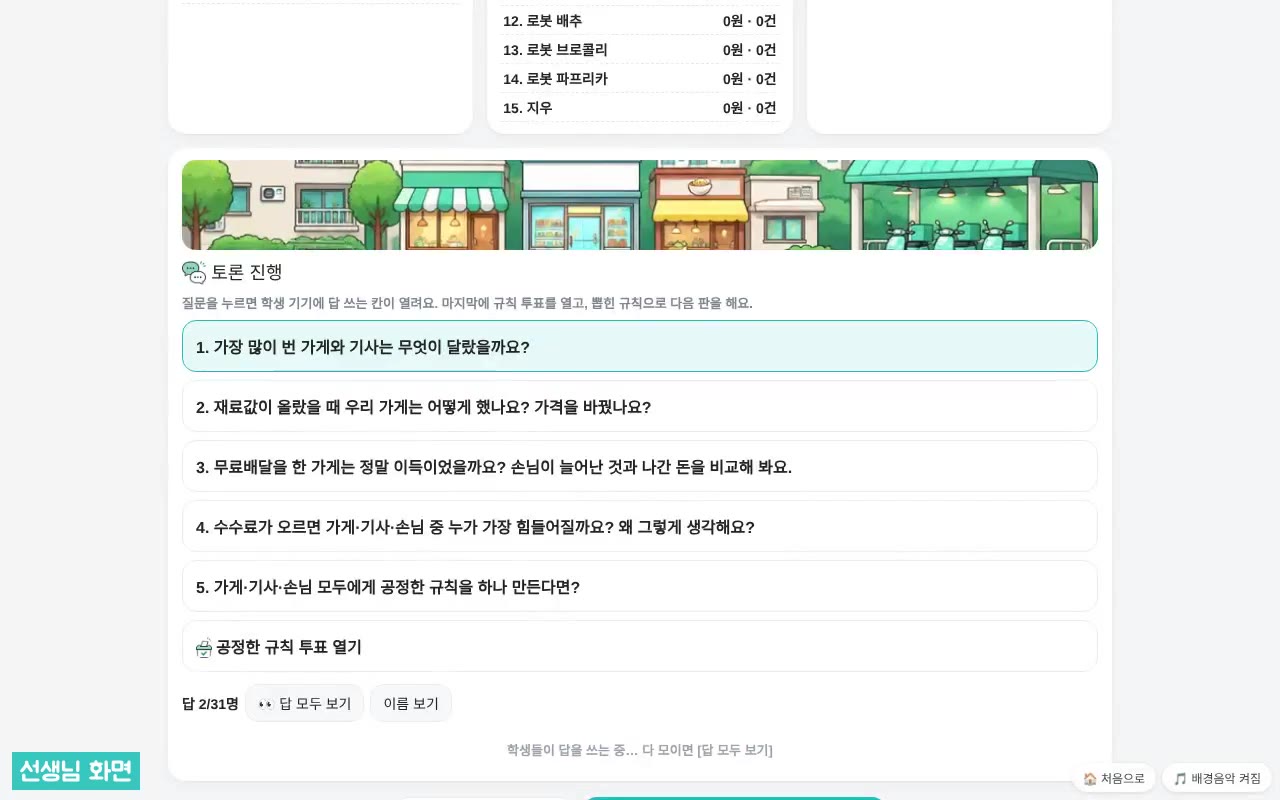 12. 로봇 배추 0원 · 0건
13. 로봇 브로콜리 0원 · 0건
14. 로봇 파프리카 0원 · 0건
15. 지우 0원 · 0건
토론 진행
질문을 누르면 학생 기기에 답 쓰는 칸이 열려요. 마지막에 규칙 투표를 열고, 뽑힌 규칙으로 다음 판을 해요.
1. 가장 많이 번 가게와 기사는 무엇이 달랐을까요?
2. 재료값이 올랐을 때 우리 가게는 어떻게 했나요? 가격을 바꿨나요?
3. 무료배달을 한 가게는 정말 이득이었을까요? 손님이 늘어난 것과 나간 돈을 비교해 봐요.
4. 수수료가 오르면 가게·기사·손님 중 누가 가장 힘들어질까요? 왜 그렇게 생각해요?
5. 가게·기사·손님 모두에게 공정한 규칙을 하나 만든다면?
공정한 규칙 투표 열기
답 2/31명 👀 답 모두 보기 이름 보기
학생들이 답을 쓰는 중… 다 모이면 [답 모두 보기]
선생님 화면
🏠 처음으로 🎵 배경음악 켜짐